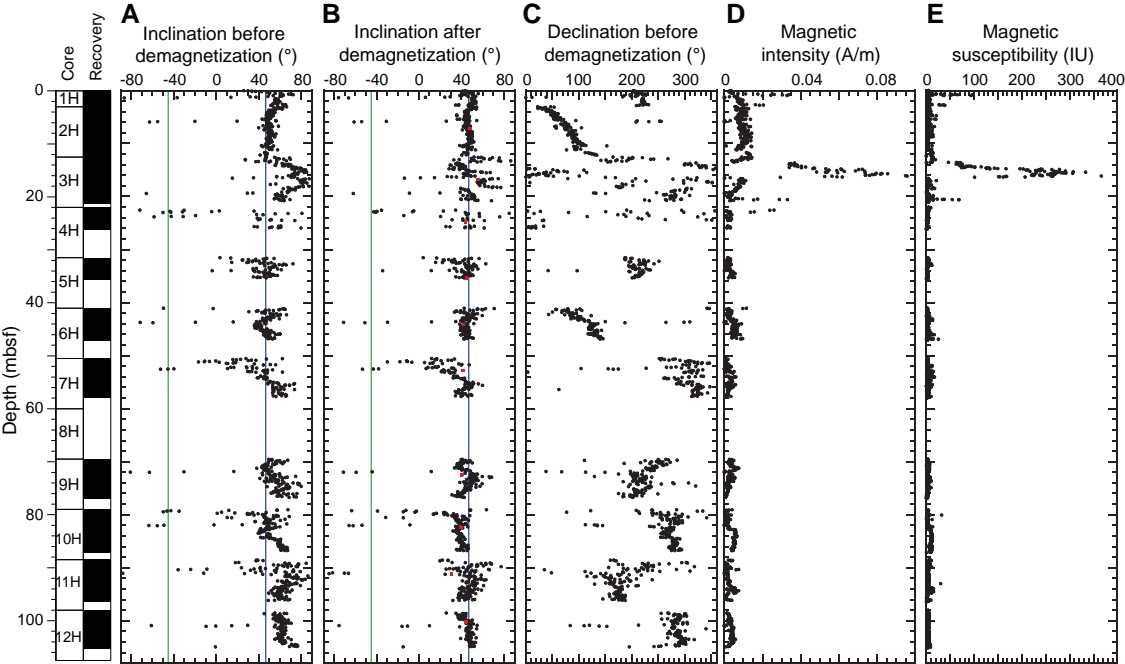 A
B
C
D
E
Core
Recovery
Inclination before
demagnetization (°)
Inclination after
demagnetization (°)
Declination before
demagnetization (°)
Magnetic
intensity (A/m)
Magnetic
susceptibility (IU)
-80 -40 0 40 80
-80 -40 0 40 80
0 100 200 300
0 0.04 0.08
0 100 200 300 400
Depth (mbsf)
0
20
40
60
80
100
1H
2H
3H
4H
5H
6H
7H
8H
9H
10H
11H
12H